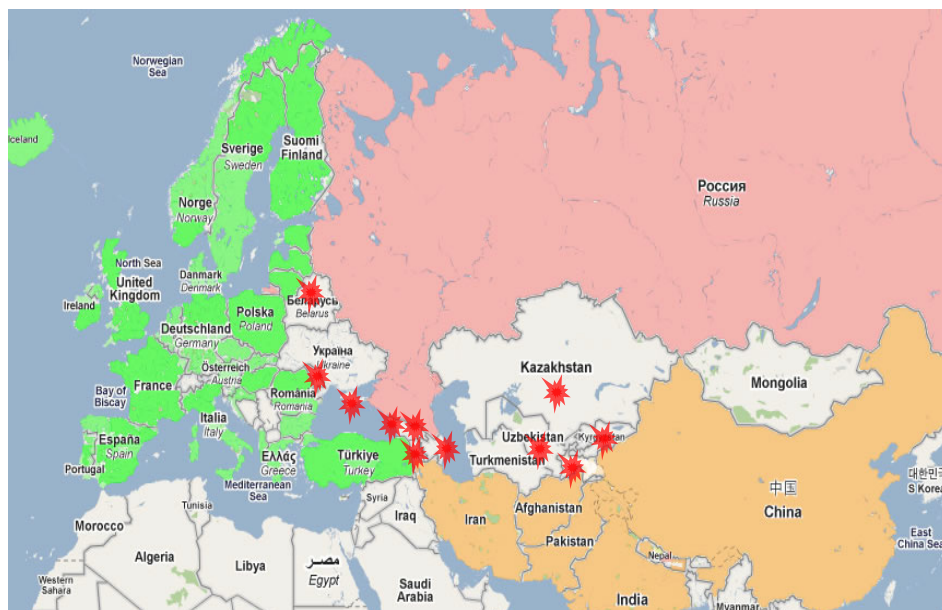 Norwegian
Sea
Iceland
Sverige
Sweden
Suomi
Finland
Norge
Norway
Россия
Russia
North Sea
United
Kingdom
Ireland
Danmark
Denmark
Беларусь
Belarus
Polska
Poland
Deutschland
Germany
Україна
Ukraine
Österreich
Austria
France
Bay of
Biscay
România
Romania
Italia
Italy
España
Spain
Portugal
Ελλάς
Greece
Türkiye
Turkey
Mediterranean
Sea
Kazakhstan
Mongolia
Uzbekistan
Kyrgyzstan
Turkmenistan
中国
China
대한민국
S Korea
East
China Sea
Syria
Iraq
Iran
Afghanistan
Pakistan
Nepal
India
Myanmar
Tunisia
Morocco
Algeria
Libya
مصر
Egypt
Saudi
Arabia
Western
Sahara